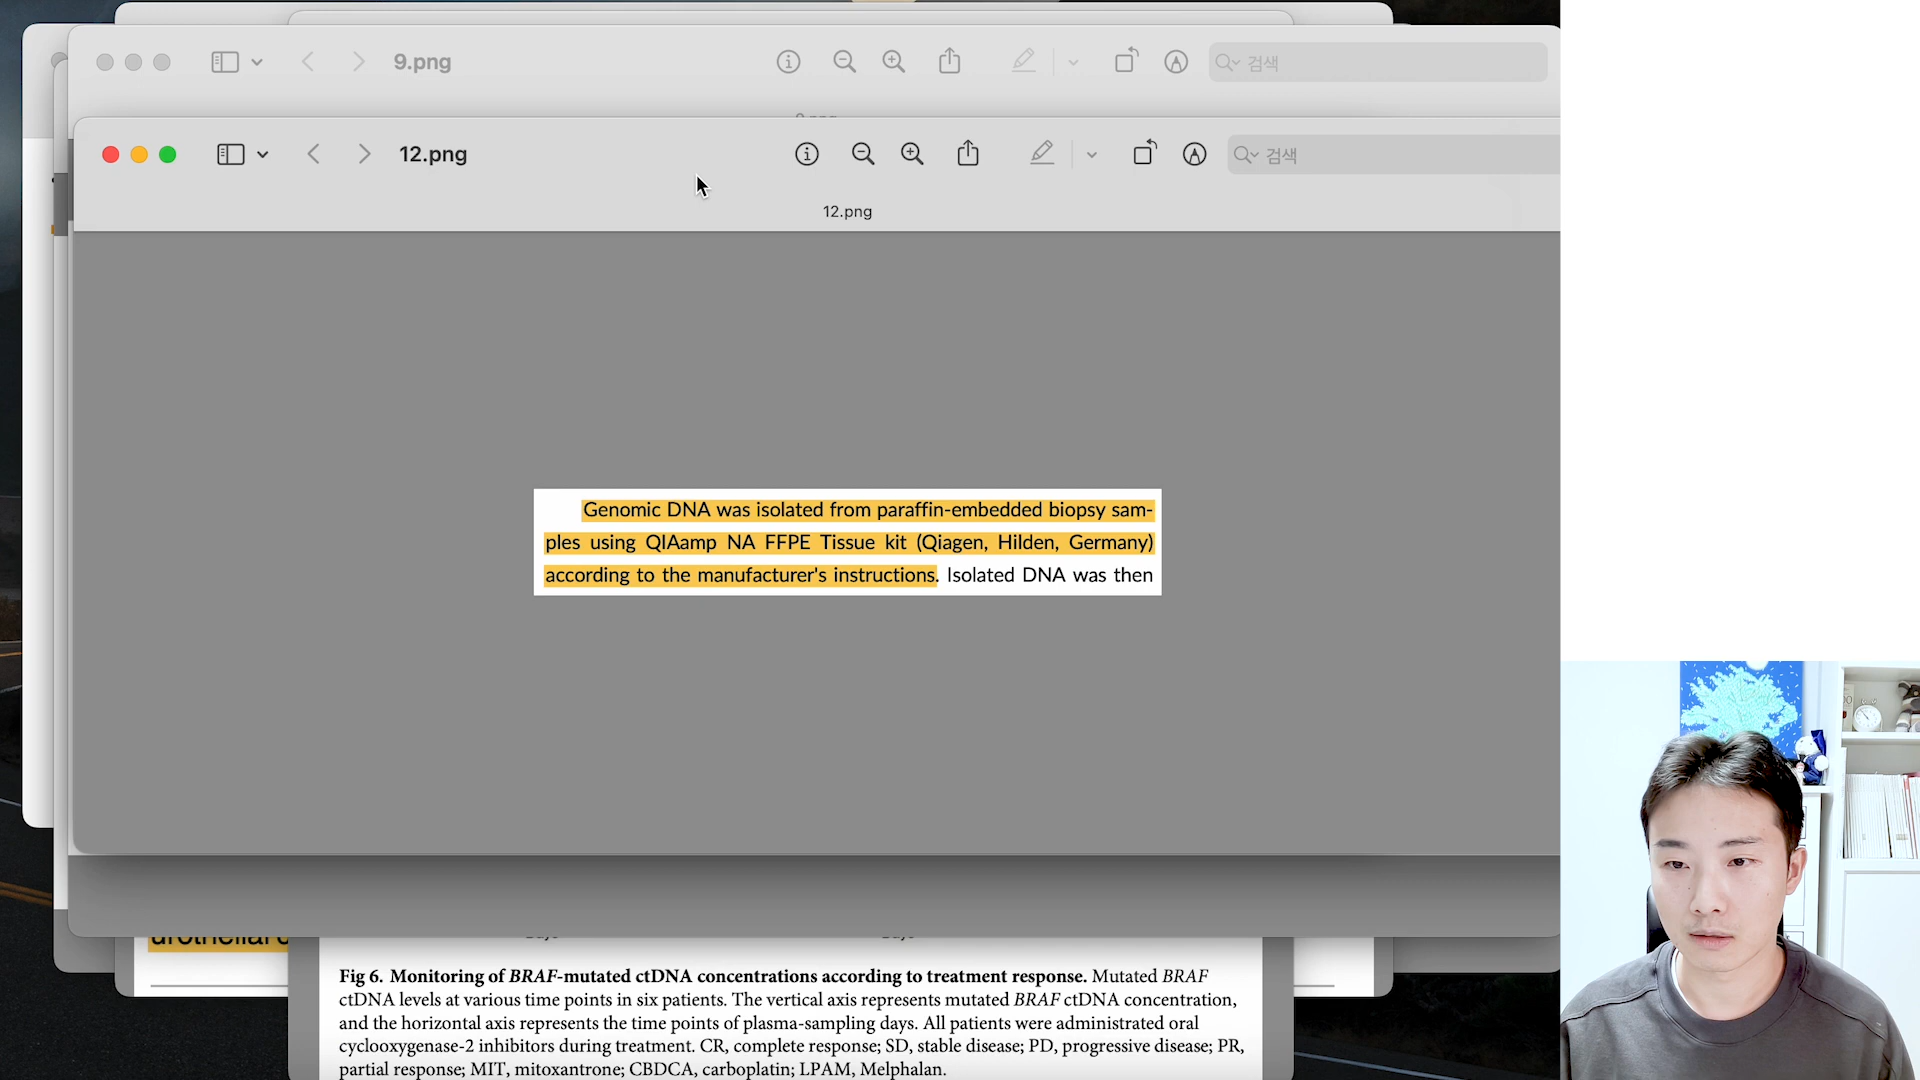 9.png
검색
12.png
검색
12.png
Genomic DNA was isolated from paraffin-embedded biopsy sam-
ples using QIAamp NA FFPE Tissue kit (Qiagen, Hilden, Germany)
according to the manufacturer's instructions. Isolated DNA was then
Fig 6. Monitoring of BRAF-mutated ctDNA concentrations according to treatment response. Mutated BRAF
ctDNA levels at various time points in six patients. The vertical axis represents mutated BRAF ctDNA concentration,
and the horizontal axis represents the time points of plasma-sampling days. All patients were administrated oral
cyclooxygenase-2 inhibitors during treatment. CR, complete response; SD, stable disease; PD, progressive disease; PR,
partial response; MIT, mitoxantrone; CBDCA, carboplatin; LPAM, Melphalan.